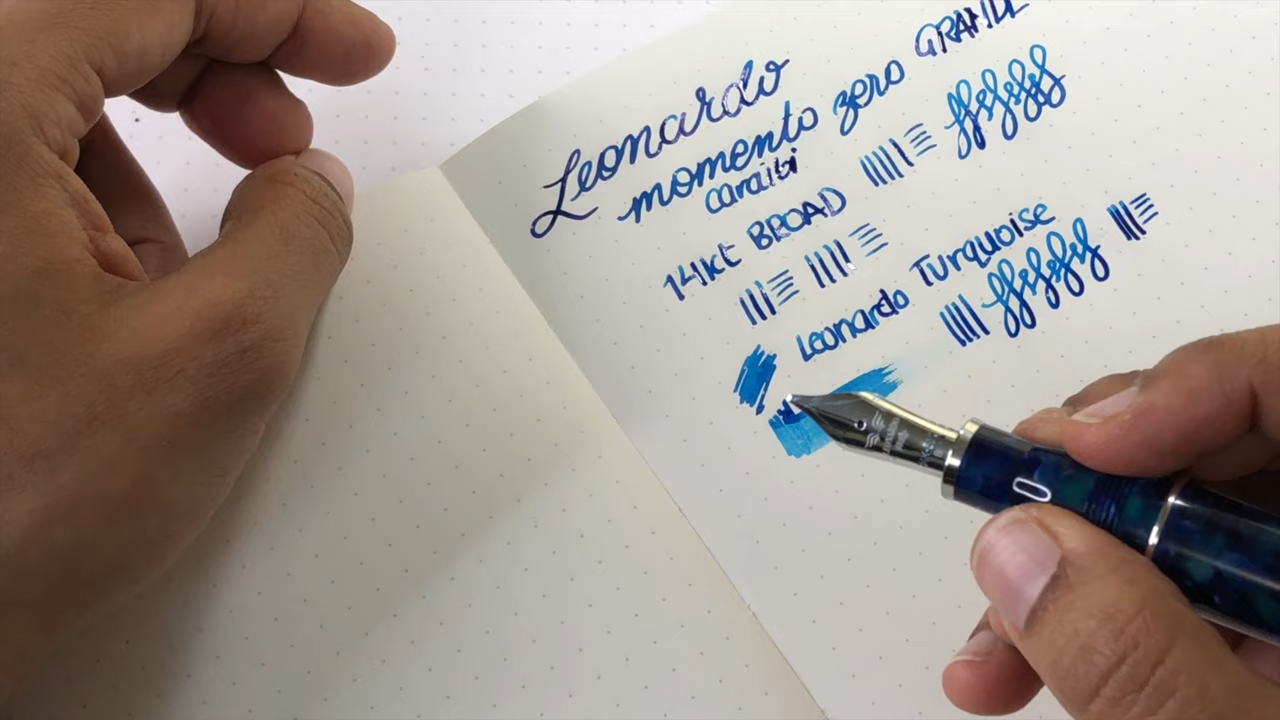 Leonardo
momento zero GRANDE
caraibi
14kt BROAD
Leonardo Turquoise